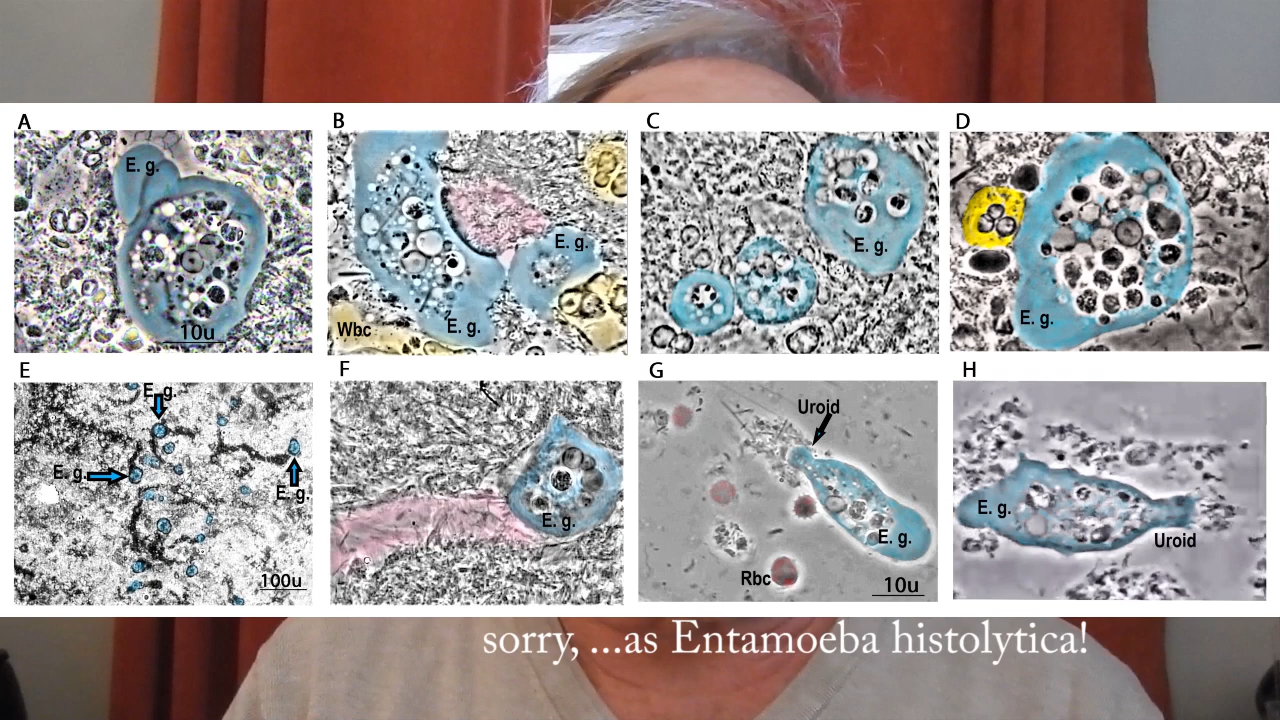 A
B
C
D
E. g.
10u
E. g.
Wbc
E. g.
E. g.
E. g.
E
F
G
H
E. g.
E. g.
E. g.
100u
E. g.
Uroid
E. g.
Rbc
10u
E. g.
Uroid
sorry, ...as Entamoeba histolytica!